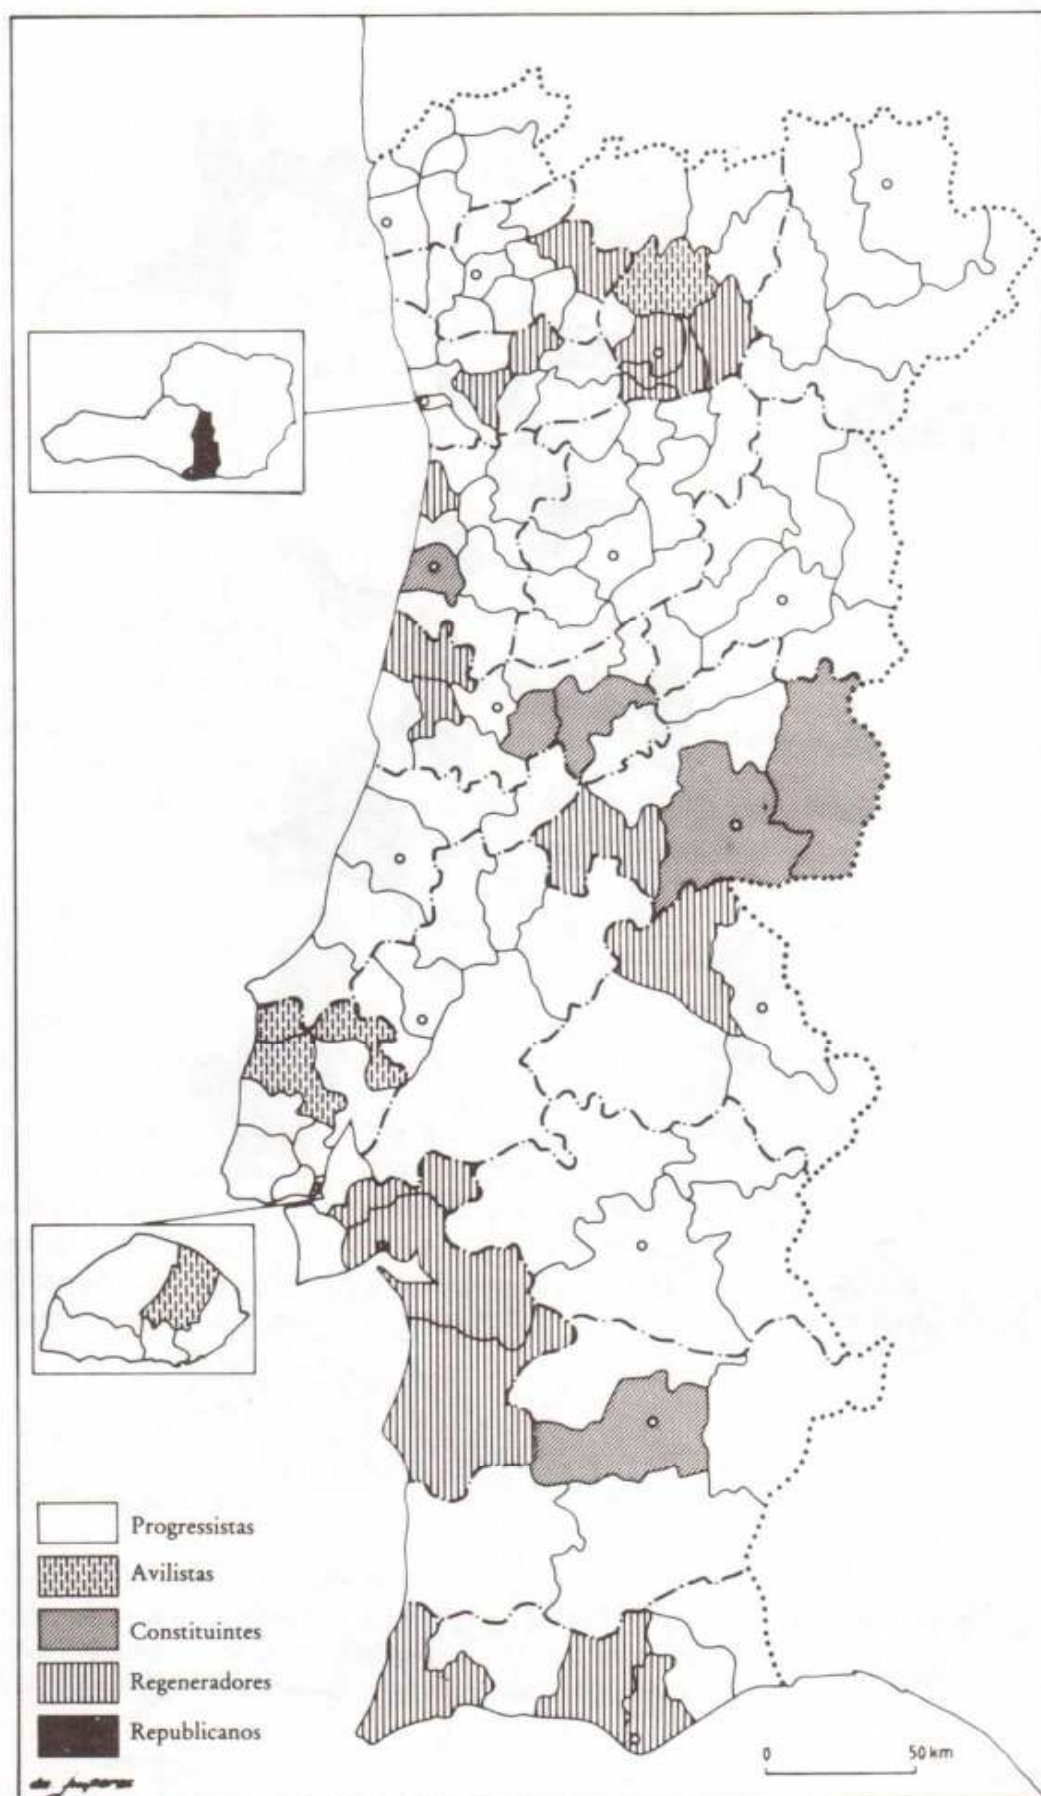 Progressistas
Avilistas
Constituintes
Regeneradores
Republicanos
0 50 km